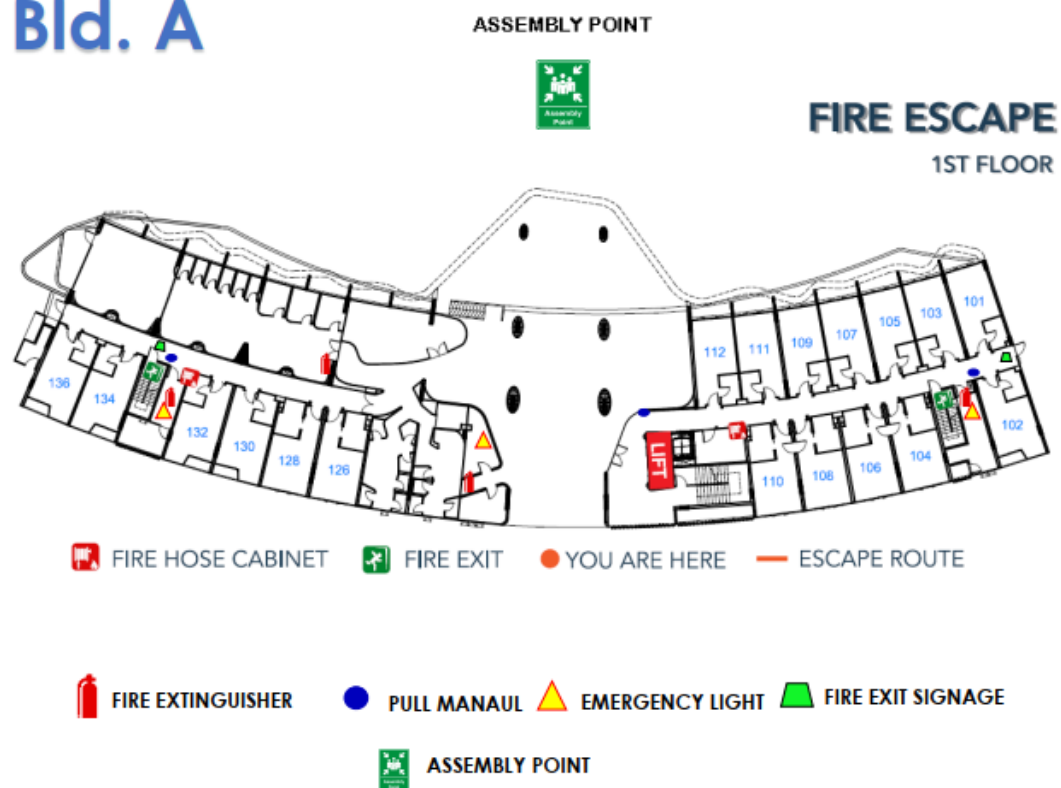 Bld. A
ASSEMBLY POINT
Assembly
Point
FIRE ESCAPE
1ST FLOOR
101
103
105
107
109
111
112
136
134
132
130
128
126
LIFT
110
108
106
104
102
FIRE HOSE CABINET
FIRE EXIT
YOU ARE HERE
ESCAPE ROUTE
FIRE EXTINGUISHER
PULL MANAUL
EMERGENCY LIGHT
FIRE EXIT SIGNAGE
Assembly
Point
ASSEMBLY POINT